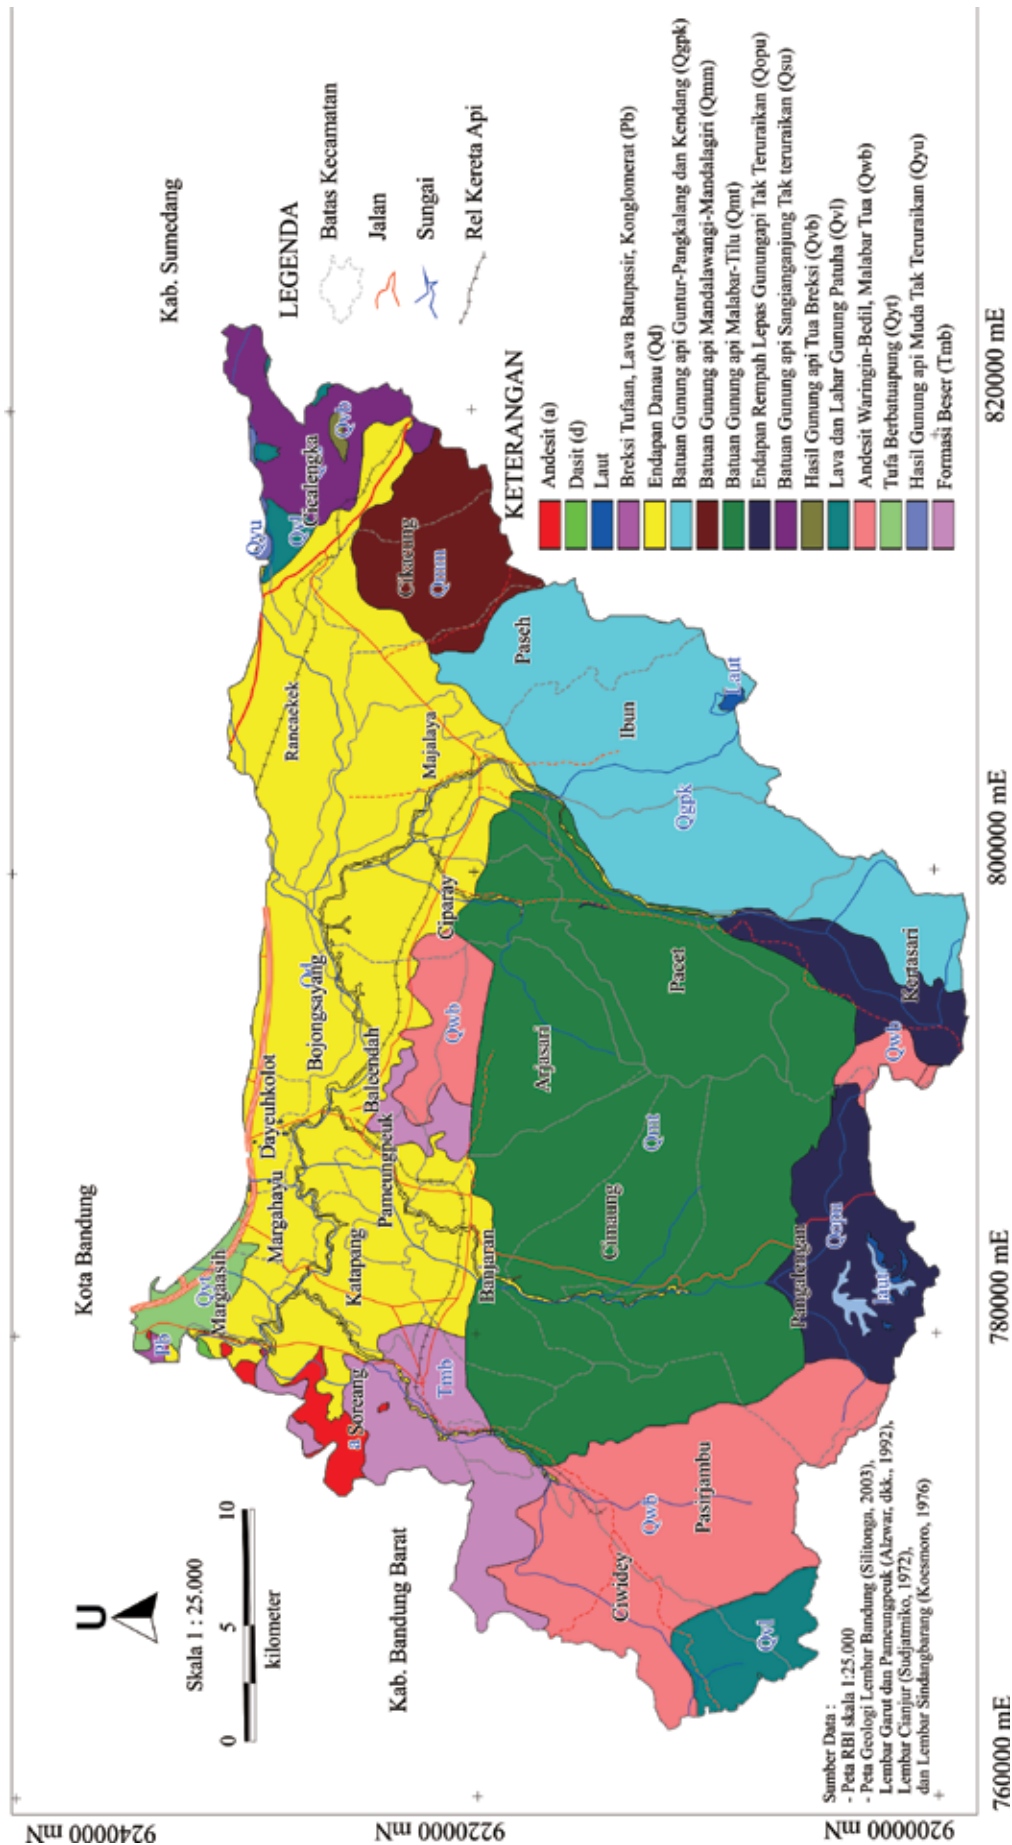 Kab. Sumedang
LEGENDA
Batas Kecamatan
Jalan
Sungai
Rel Kereta Api
KETERANGAN
Andesit (a)
Dasit (d)
Laut
Breksi Tufaan, Lava Batupasir, Konglomerat (Pb)
Endapan Danau (Qd)
Batuan Gunung api Guntur-Pangkalang dan Kendang (Qgpk)
Batuan Gunung api Mandalawangi-Mandalagiri (Qmm)
Batuan Gunung api Malabar-Tilu (Qmt)
Endapan Rempah Lepas Gunungapi Tak Teruraikan (Qopu)
Batuan Gunung api Sangianganjung Tak teruraikan (Qsu)
Hasil Gunung api Tua Breksi (Qvb)
Lava dan Lahar Gunung Patuha (Qvl)
Andesit Waringin-Bedil, Malabar Tua (Qwb)
Tufa Berbatuapung (Qyt)
Hasil Gunung api Muda Tak Teruraikan (Qyu)
Formasi Beser (Tmb)
Kota Bandung
Kab. Bandung Barat
U
Skala 1 : 25.000
0 5 10
kilometer
Qyu
Qvl
Cicalengka
Qvb
Cikacung
Qmm
Rancaekek
Majalaya
Paseh
Ibun
Laut
Qgpk
Ciparay
Bojongsayang
Qd
Dayeuhkolot
Baleendah
Qwb
Pameungpeuk
Margahayu
Katapang
Margaasih
Qyt
Pb
a Soreang
Tmb
Banjaran
Arjasari
Pacet
Qmt
Cimaung
Kertasari
Qwb
Qopu
Pangalengan
Laut
Pasirjambu
Qwb
Ciwidey
Qvl
Sumber Data :
- Peta RBI skala 1:25.000
- Peta Geologi Lembar Bandung (Silitonga, 2003),
Lembar Garut dan Pameungpeuk (Alzwar, dkk., 1992),
Lembar Cianjur (Sudjatmiko, 1972),
dan Lembar Sindangbarang (Koesmoro, 1976)
9240000 mN
9220000 mN
9200000 mN
760000 mE
780000 mE
800000 mE
820000 mE